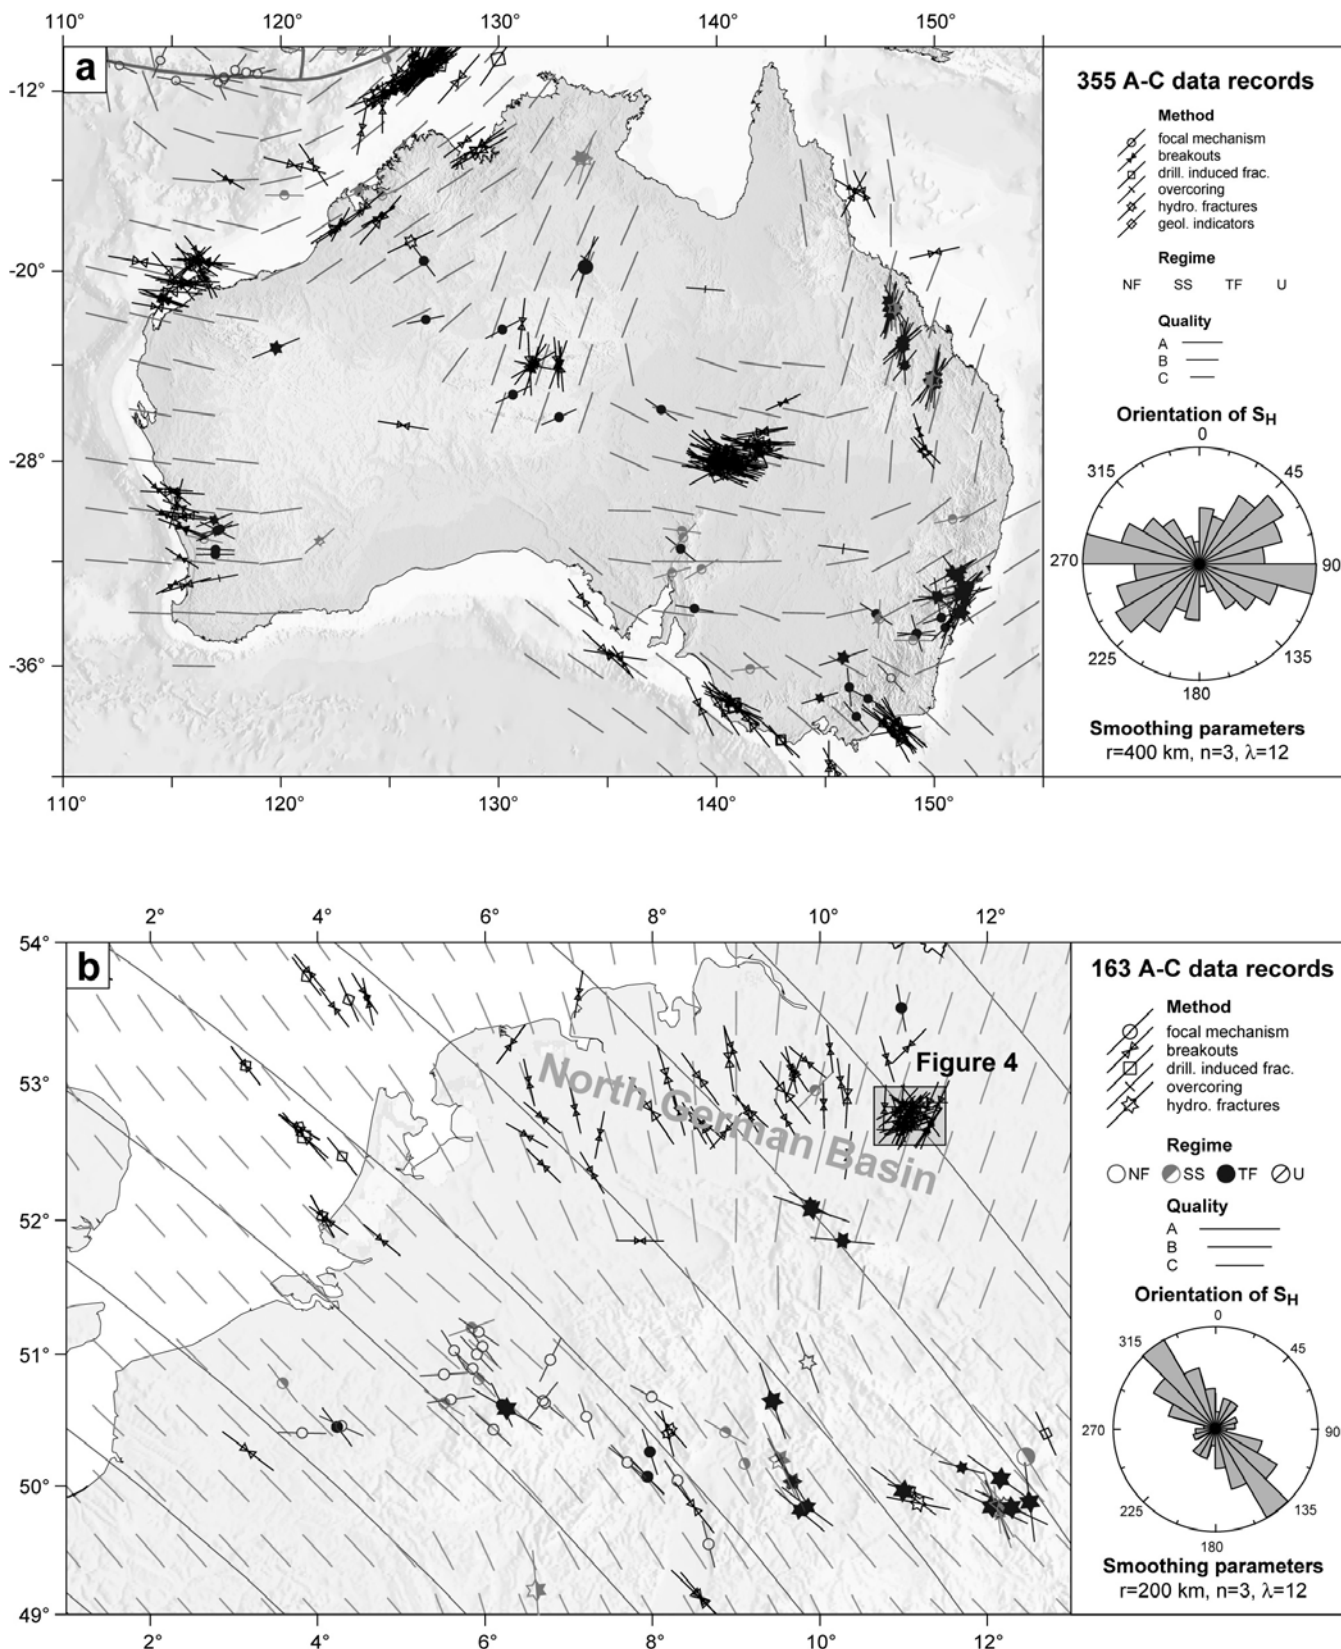 110° 120° 130° 140° 150°
a
-12°
-20°
-28°
-36°
110° 120° 130° 140° 150°
355 A-C data records
Method
focal mechanism
breakouts
drill. induced frac.
overcoring
hydro. fractures
geol. indicators
Regime
NF SS TF U
Quality
A
B
C
Orientation of SH
0
315 45
270 90
225 135
180
Smoothing parameters
r=400 km, n=3, λ=12
2° 4° 6° 8° 10° 12°
b
54°
53°
52°
51°
50°
49°
North German Basin
Figure 4
2° 4° 6° 8° 10° 12°
163 A-C data records
Method
focal mechanism
breakouts
drill. induced frac.
overcoring
hydro. fractures
Regime
NF SS TF U
Quality
A
B
C
Orientation of SH
0
315 45
270 90
225 135
180
Smoothing parameters
r=200 km, n=3, λ=12